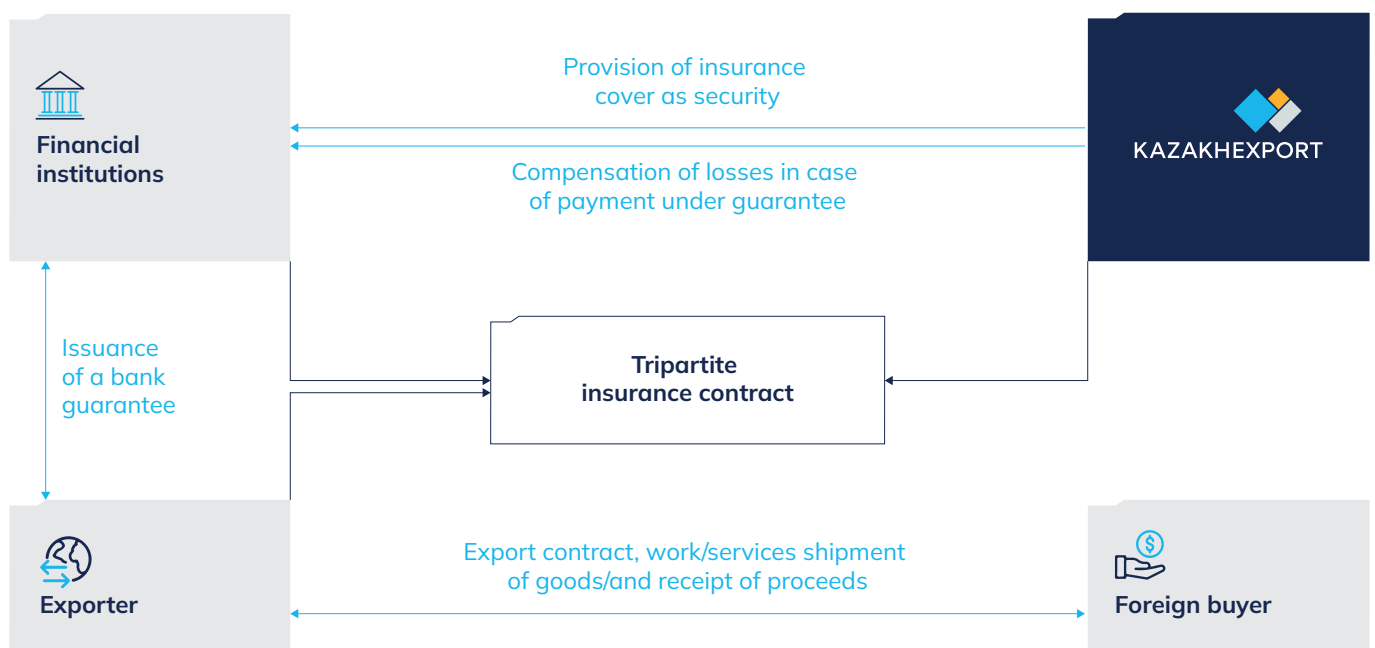 Provision of insurance
cover as security
Financial
institutions
KAZAKHEXPORT
Compensation of losses in case
of payment under guarantee
Issuance
of a bank
guarantee
Tripartite
insurance contract
Export contract, work/services shipment
of goods/and receipt of proceeds
Exporter
$
Foreign buyer